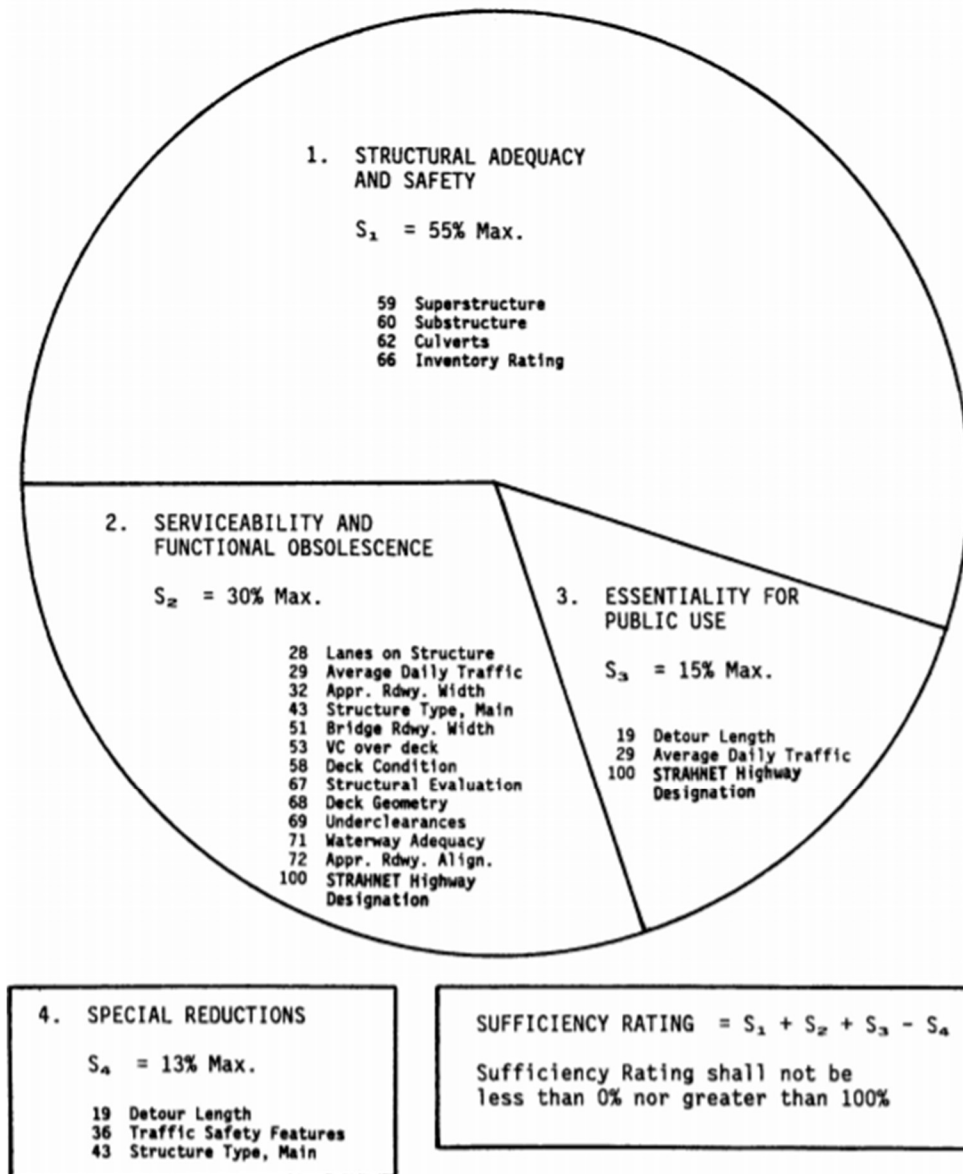 1. STRUCTURAL ADEQUACY
AND SAFETY
S₁ = 55% Max.
59 Superstructure
60 Substructure
62 Culverts
66 Inventory Rating
2. SERVICEABILITY AND
FUNCTIONAL OBSOLESCENCE
S₂ = 30% Max.
28 Lanes on Structure
29 Average Daily Traffic
32 Appr. Rdwy. Width
43 Structure Type, Main
51 Bridge Rdwy. Width
53 VC over deck
58 Deck Condition
67 Structural Evaluation
68 Deck Geometry
69 Underclearances
71 Waterway Adequacy
72 Appr. Rdwy. Align.
100 STRAHNET Highway
Designation
3. ESSENTIALITY FOR
PUBLIC USE
S₃ = 15% Max.
19 Detour Length
29 Average Daily Traffic
100 STRAHNET Highway
Designation
4. SPECIAL REDUCTIONS
S₄ = 13% Max.
19 Detour Length
36 Traffic Safety Features
43 Structure Type, Main
SUFFICIENCY RATING = S₁ + S₂ + S₃ - S₄
Sufficiency Rating shall not be
less than 0% nor greater than 100%